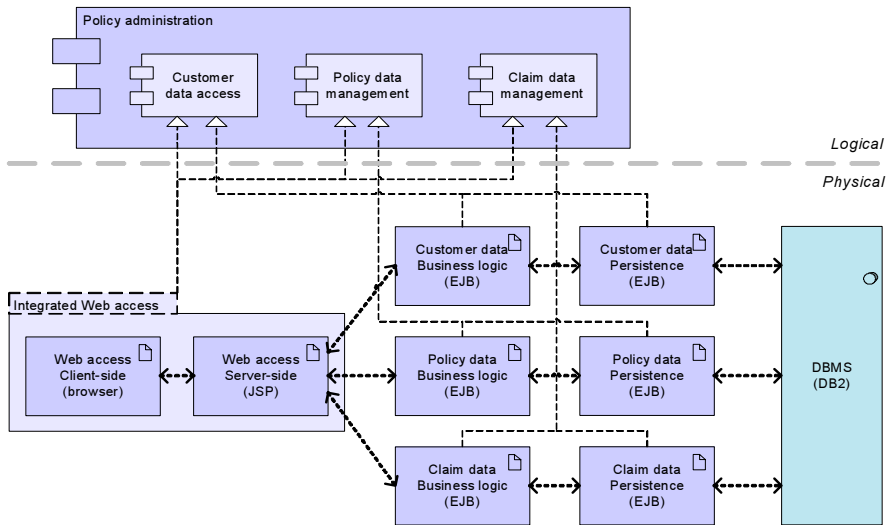 Policy administration
Customer
data access
Policy data
management
Claim data
management
Logical
Physical
Customer data
Business logic
(EJB)
Customer data
Persistence
(EJB)
Integrated Web access
Web access
Client-side
(browser)
Web access
Server-side
(JSP)
Policy data
Business logic
(EJB)
Policy data
Persistence
(EJB)
DBMS
(DB2)
Claim data
Business logic
(EJB)
Claim data
Persistence
(EJB)